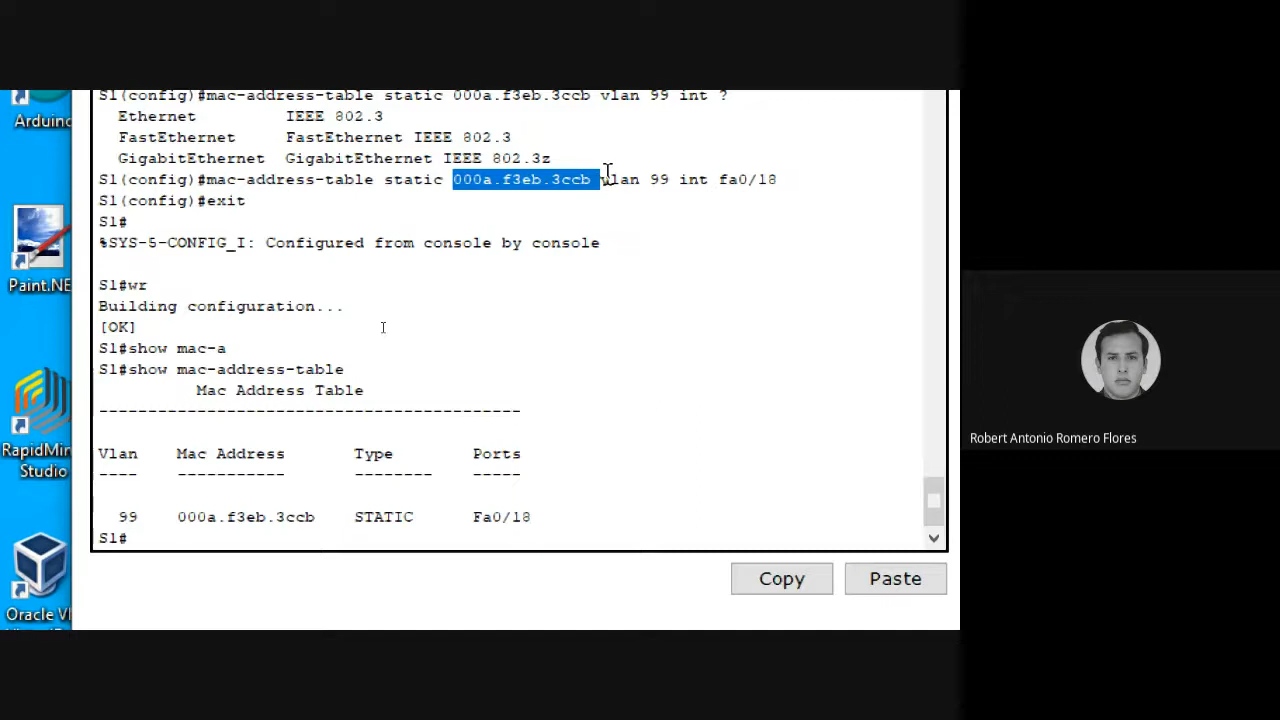 S1(config)#mac-address-table static 000a.f3eb.3ccb vlan 99 int ?
Ethernet IEEE 802.3
FastEthernet FastEthernet IEEE 802.3
GigabitEthernet GigabitEthernet IEEE 802.3z
S1(config)#mac-address-table static 000a.f3eb.3ccb vlan 99 int fa0/18
S1(config)#exit
S1#
%SYS-5-CONFIG_I: Configured from console by console
S1#wr
Building configuration...
[OK]
S1#show mac-a
S1#show mac-address-table
Mac Address Table
-------------------------------------------
Vlan Mac Address Type Ports
---- ----------- -------- -----
99 000a.f3eb.3ccb STATIC Fa0/18
S1#
Copy Paste
Arduino
Paint.NE
RapidMin
Studio
Oracle VI
Robert Antonio Romero Flores